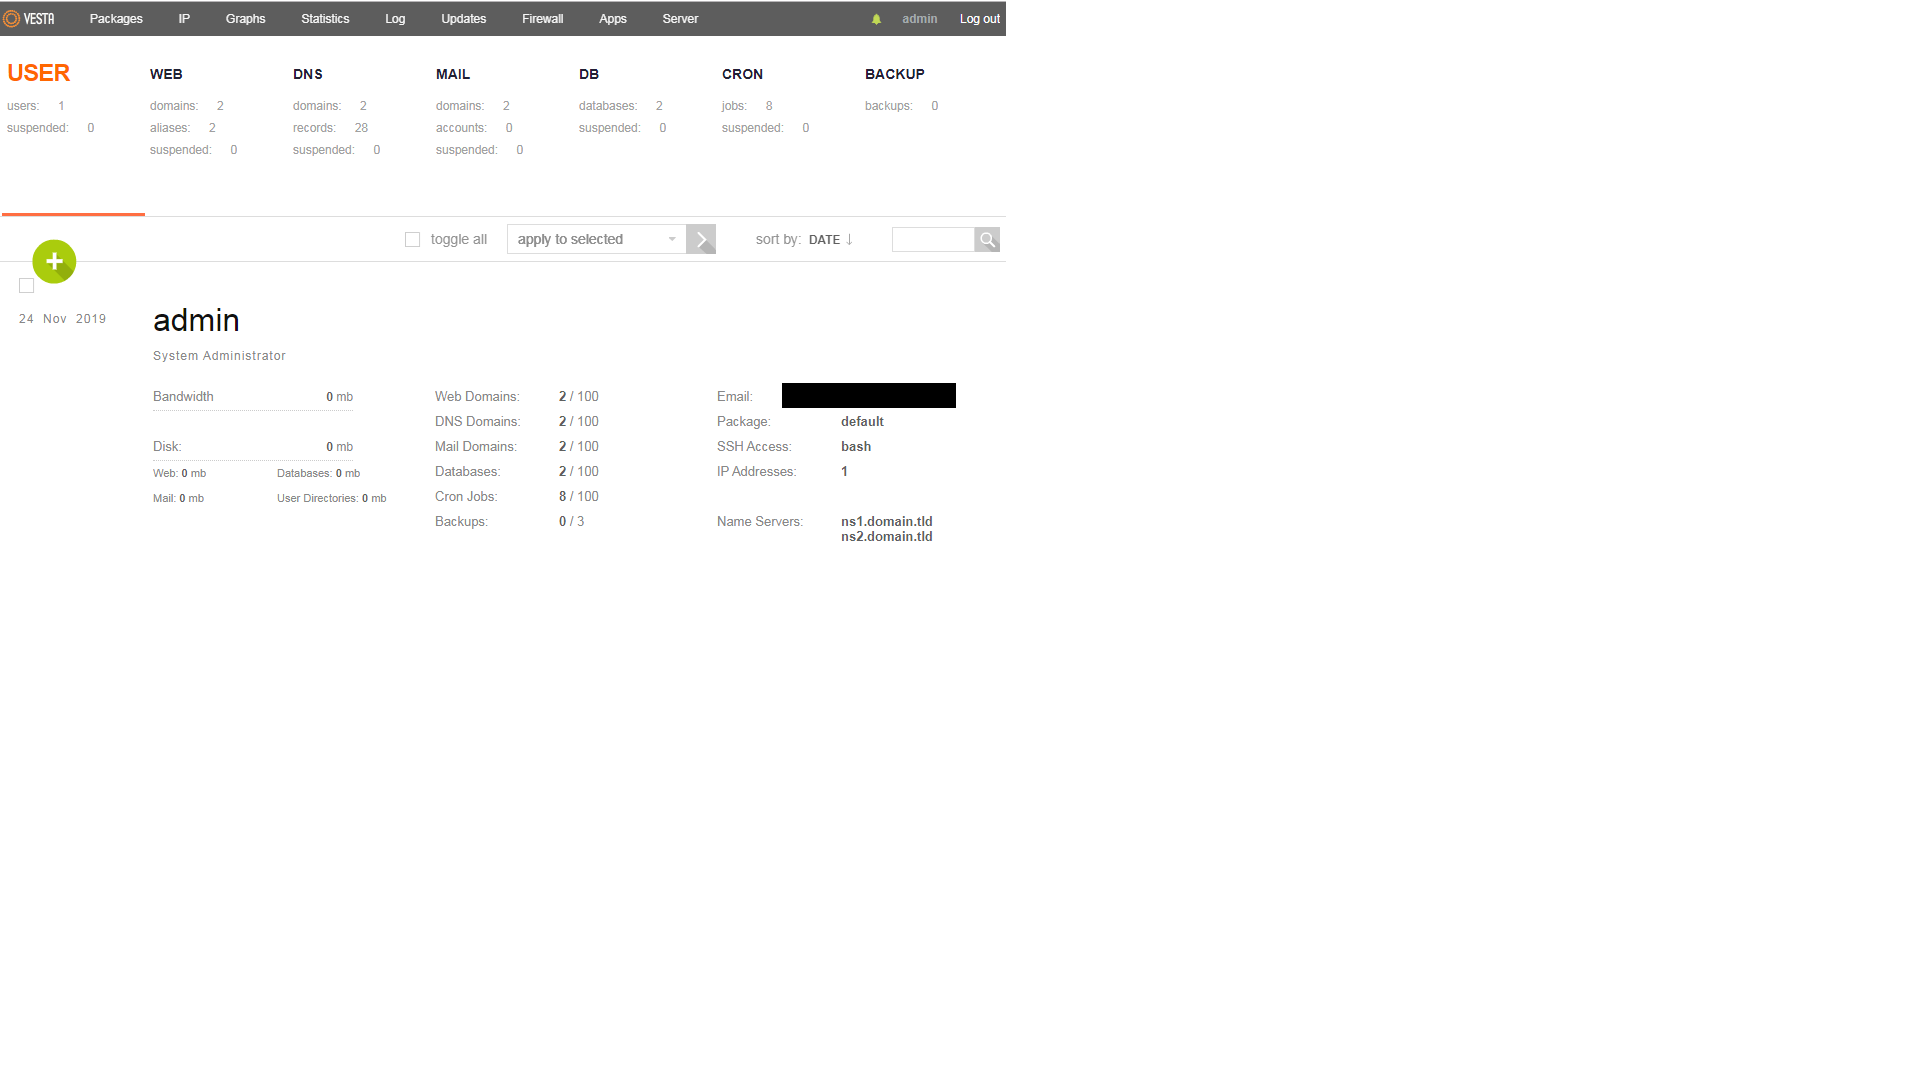 VESTA Packages IP Graphs Statistics Log Updates Firewall Apps Server admin Log out
USER WEB DNS MAIL DB CRON BACKUP
users: 1 domains: 2 domains: 2 domains: 2 databases: 2 jobs: 8 backups: 0
suspended: 0 aliases: 2 records: 28 accounts: 0 suspended: 0 suspended: 0
suspended: 0 suspended: 0 suspended: 0
toggle all apply to selected sort by: DATE ↓
24 Nov 2019 admin
System Administrator
Bandwidth 0 mb Web Domains: 2 / 100 Email:
DNS Domains: 2 / 100 Package: default
Disk: 0 mb Mail Domains: 2 / 100 SSH Access: bash
Web: 0 mb Databases: 0 mb Databases: 2 / 100 IP Addresses: 1
Mail: 0 mb User Directories: 0 mb Cron Jobs: 8 / 100
Backups: 0 / 3 Name Servers: ns1.domain.tld
ns2.domain.tld